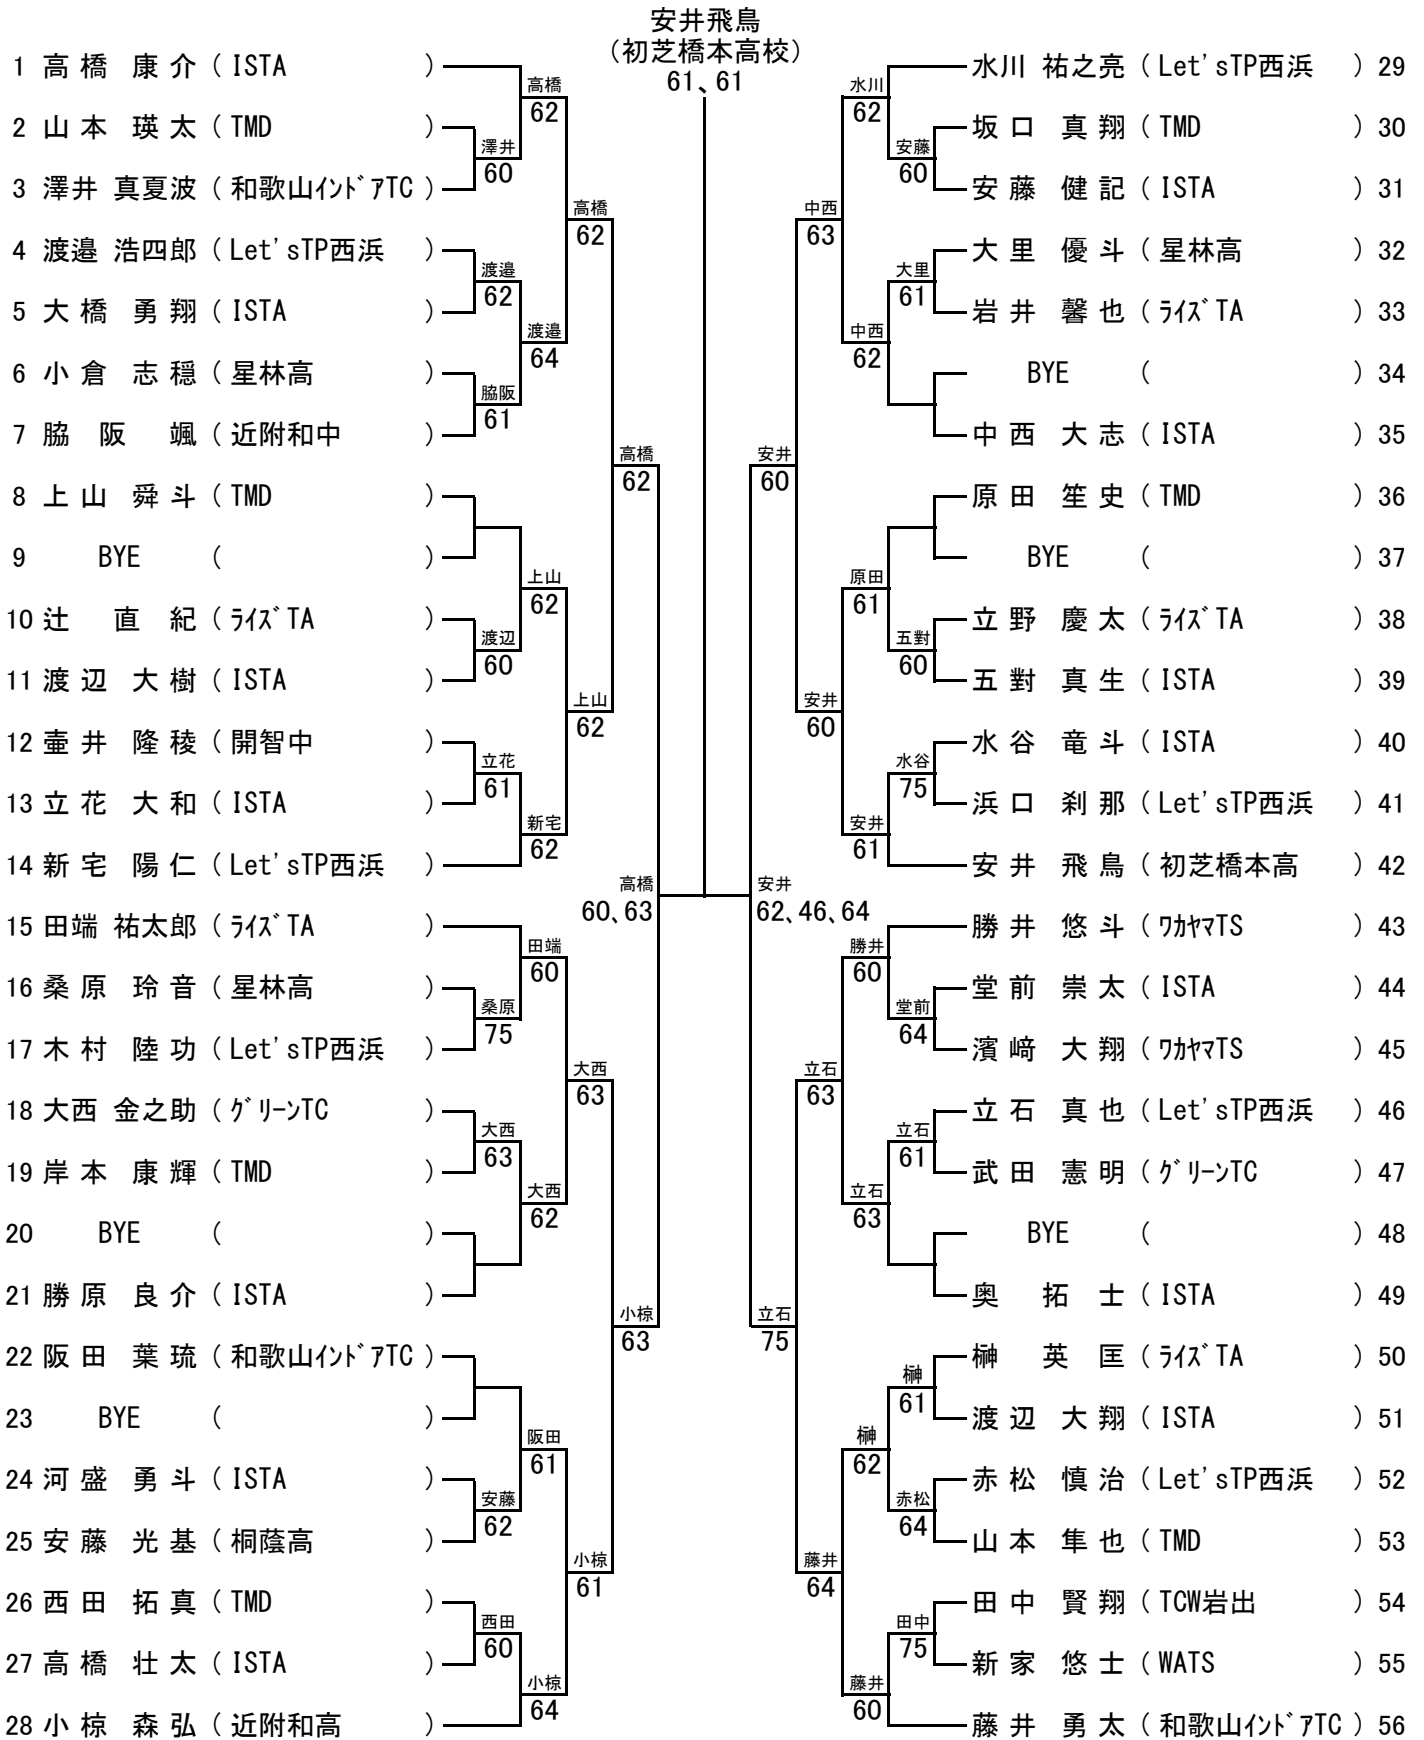 安井飛鳥
(初芝橋本高校)
61、61
1 高橋 康介 ( ISTA )
2 山本 瑛太 ( TMD )
3 澤井 真夏波 ( 和歌山ｲﾝﾄﾞｱTC )
4 渡邉 浩四郎 ( Let'sTP西浜 )
5 大橋 勇翔 ( ISTA )
6 小倉 志穏 ( 星林高 )
7 脇阪 颯 ( 近附和中 )
8 上山 舜斗 ( TMD )
9 BYE ( )
10 辻 直紀 ( ﾗｲｽﾞTA )
11 渡辺 大樹 ( ISTA )
12 壷井 隆稜 ( 開智中 )
13 立花 大和 ( ISTA )
14 新宅 陽仁 ( Let'sTP西浜 )
15 田端 祐太郎 ( ﾗｲｽﾞTA )
16 桑原 玲音 ( 星林高 )
17 木村 陸功 ( Let'sTP西浜 )
18 大西 金之助 ( ｸﾞﾘｰﾝTC )
19 岸本 康輝 ( TMD )
20 BYE ( )
21 勝原 良介 ( ISTA )
22 阪田 葉琉 ( 和歌山ｲﾝﾄﾞｱTC )
23 BYE ( )
24 河盛 勇斗 ( ISTA )
25 安藤 光基 ( 桐蔭高 )
26 西田 拓真 ( TMD )
27 高橋 壮太 ( ISTA )
28 小椋 森弘 ( 近附和高 )
澤井
60
渡邉
62
脇阪
61
渡辺
60
立花
61
桑原
75
大西
63
安藤
62
西田
60
高橋
62
渡邉
64
上山
62
新宅
62
田端
60
大西
62
阪田
61
小椋
64
高橋
62
上山
62
大西
63
小椋
61
高橋
62
小椋
63
高橋
60、63
安井
62、46、64
安井
60
立石
75
中西
63
安井
60
立石
63
藤井
64
水川
62
中西
62
原田
61
安井
61
勝井
60
立石
63
榊
62
藤井
60
安藤
60
大里
61
五對
60
水谷
75
堂前
64
立石
61
榊
61
赤松
64
田中
75
水川 祐之亮 ( Let'sTP西浜 ) 29
坂口 真翔 ( TMD ) 30
安藤 健記 ( ISTA ) 31
大里 優斗 ( 星林高 ) 32
岩井 馨也 ( ﾗｲｽﾞTA ) 33
BYE ( ) 34
中西 大志 ( ISTA ) 35
原田 笙史 ( TMD ) 36
BYE ( ) 37
立野 慶太 ( ﾗｲｽﾞTA ) 38
五對 真生 ( ISTA ) 39
水谷 竜斗 ( ISTA ) 40
浜口 刹那 ( Let'sTP西浜 ) 41
安井 飛鳥 ( 初芝橋本高 ) 42
勝井 悠斗 ( ﾜｶﾔﾏTS ) 43
堂前 崇太 ( ISTA ) 44
濱﨑 大翔 ( ﾜｶﾔﾏTS ) 45
立石 真也 ( Let'sTP西浜 ) 46
武田 憲明 ( ｸﾞﾘｰﾝTC ) 47
BYE ( ) 48
奥 拓士 ( ISTA ) 49
榊 英匡 ( ﾗｲｽﾞTA ) 50
渡辺 大翔 ( ISTA ) 51
赤松 慎治 ( Let'sTP西浜 ) 52
山本 隼也 ( TMD ) 53
田中 賢翔 ( TCW岩出 ) 54
新家 悠士 ( WATS ) 55
藤井 勇太 ( 和歌山ｲﾝﾄﾞｱTC ) 56